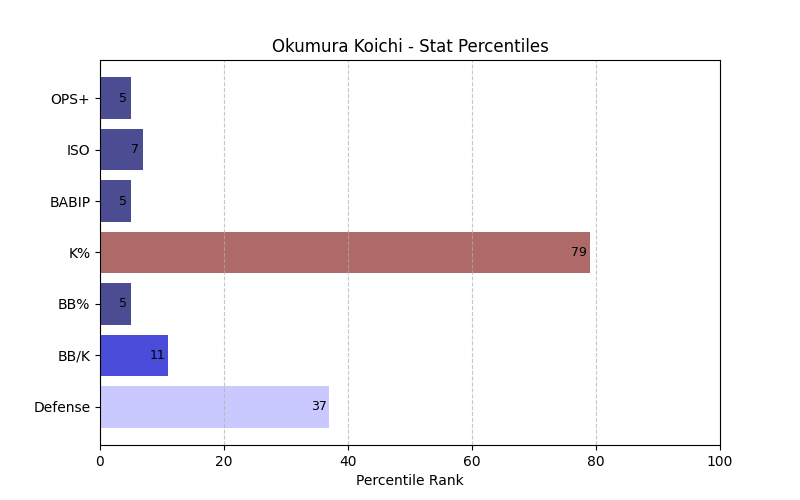 Okumura Koichi - Stat Percentiles
OPS+ 5
ISO 7
BABIP 5
K% 79
BB% 5
BB/K 11
Defense 37
0 20 40 60 80 100
Percentile Rank